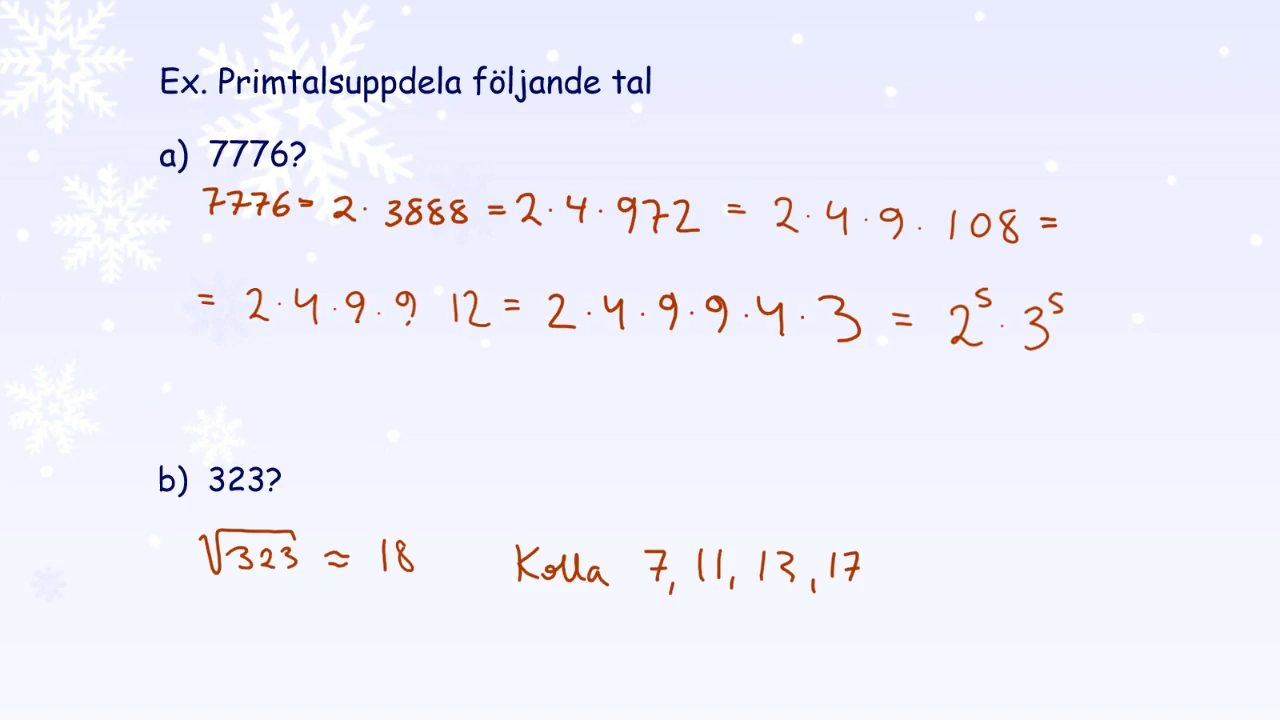 Ex. Primtalsuppdela följande tal
a) 7776?
7776 = 2 · 3888 = 2 · 4 · 972 = 2 · 4 · 9 · 108 =
= 2 · 4 · 9 · 9 12 = 2 · 4 · 9 · 9 · 4 · 3 = 2⁵ · 3⁵
b) 323?
√323 ≈ 18 Kolla 7, 11, 13, 17